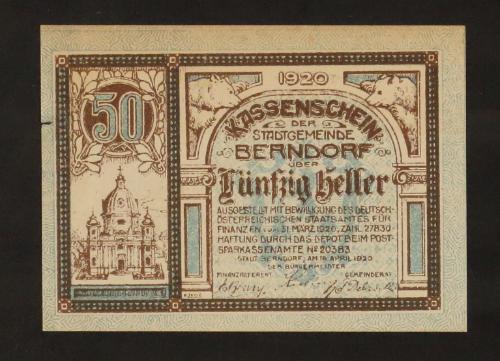 50
1920
KASSENSCHEIN
DER
STADTGEMEINDE
BERNDORF
ÜBER
Fünfzig Heller
AUSGESTELLT MIT BEWILLIGUNG DES DEUTSCH-
ÖSTERREICHISCHEN STAATSAMTES FÜR
FINANZEN VOM 31. MÄRZ 1920, ZAHL 27830
HAFTUNG DURCH DAS DEPOT BEIM POST-
SPARKASSENAMTE NO 20383.
STADT BERNDORF, AM 18. APRIL 1920
DER BÜRGERMEISTER
FINANZREFERENT GEMEINDERAT